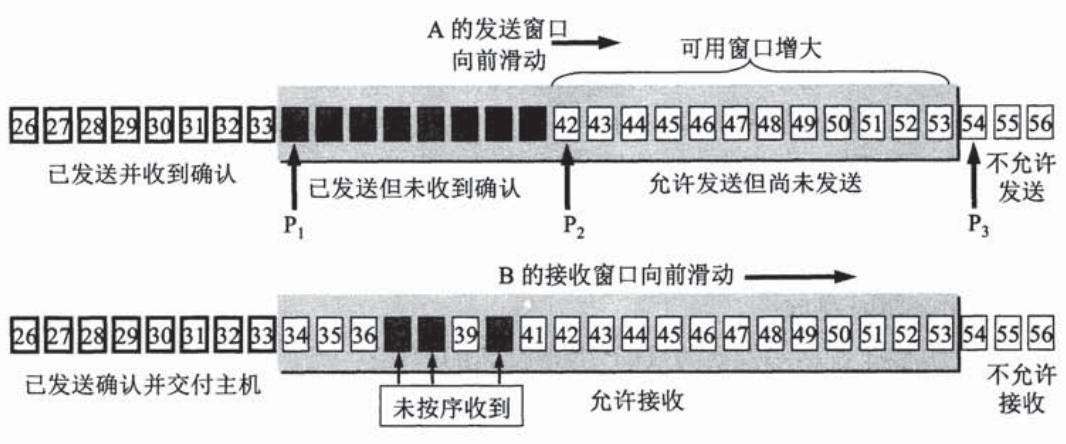 A 的发送窗口
向前滑动
可用窗口增大
26 27 28 29 30 31 32 33 42 43 44 45 46 47 48 49 50 51 52 53 54 55 56
已发送并收到确认
已发送但未收到确认
允许发送但尚未发送
不允许
发送
P1
P2
P3
B 的接收窗口向前滑动
26 27 28 29 30 31 32 33 34 35 36 39 41 42 43 44 45 46 47 48 49 50 51 52 53 54 55 56
已发送确认并交付主机
未按序收到
允许接收
不允许
接收